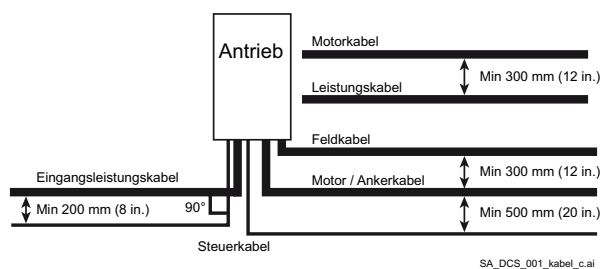 Antrieb
Motorkabel
Min 300 mm (12 in.)
Leistungskabel
Feldkabel
Eingangsleistungskabel
Min 300 mm (12 in.)
Motor / Ankerkabel
Min 200 mm (8 in.)
90°
Min 500 mm (20 in.)
Steuerkabel
SA_DCS_001_kabel_c.ai